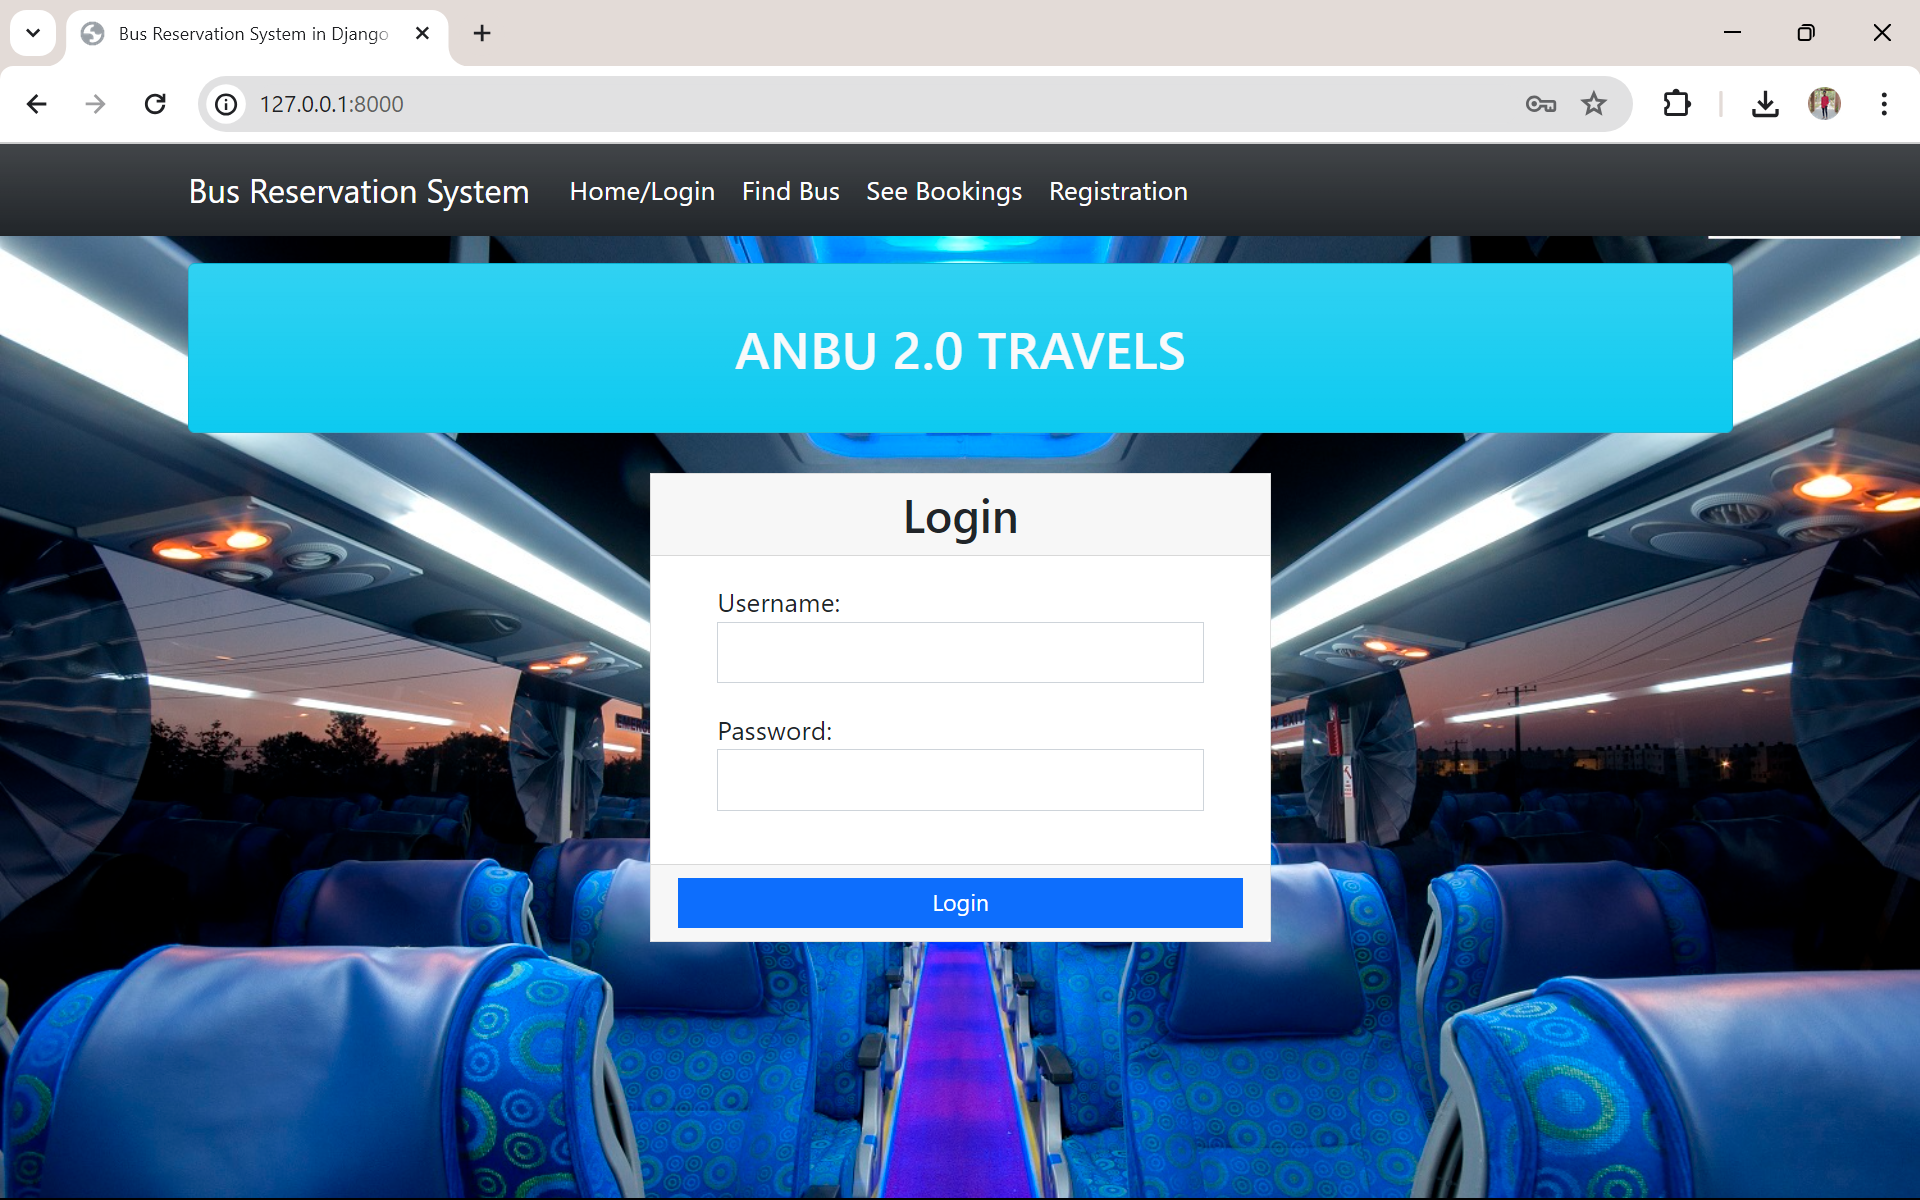 Bus Reservation System in Django
127.0.0.1:8000
Bus Reservation System Home/Login Find Bus See Bookings Registration
ANBU 2.0 TRAVELS
Login
Username:
Password:
Login